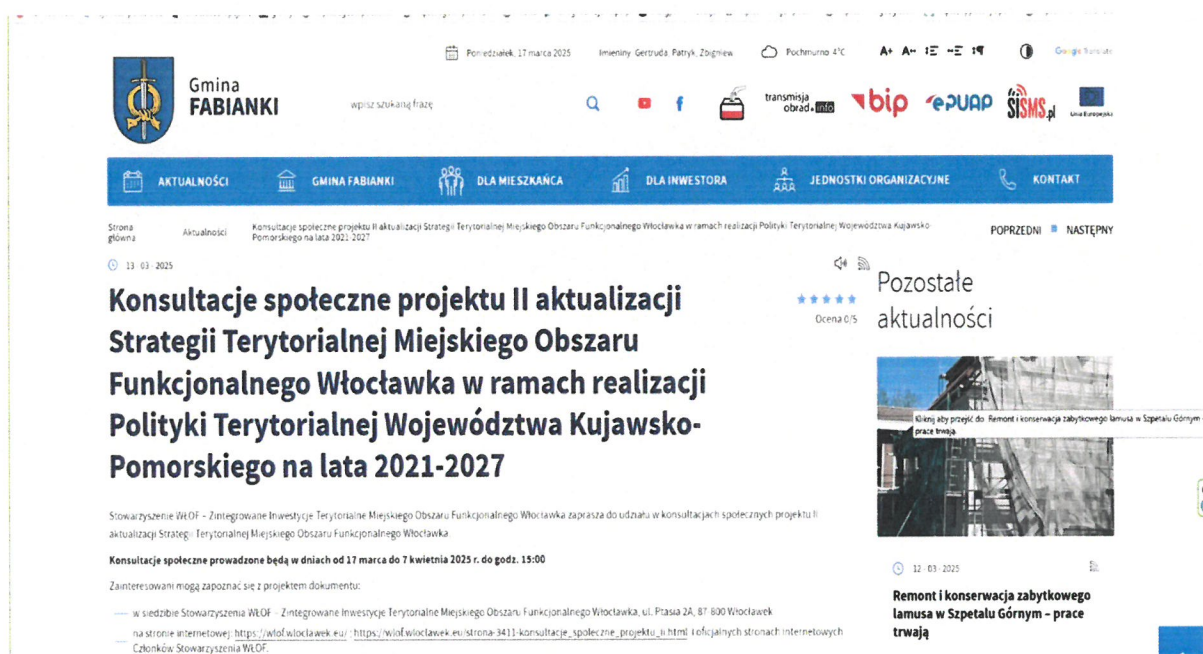 Poniedziałek, 17 marca 2025
Imieniny: Gertruda, Patryk, Zbigniew
Pochmurno 4°C
A+ A-
Google Translate
Gmina
FABIANKI
wpisz szukaną frazę
transmisja
obrad.info
bip
ePUAP
SISMS.pl
Unia Europejska
AKTUALNOŚCI
GMINA FABIANKI
DLA MIESZKAŃCA
DLA INWESTORA
JEDNOSTKI ORGANIZACYJNE
KONTAKT
Strona
główna
Aktualności
Konsultacje społeczne projektu II aktualizacji Strategii Terytorialnej Miejskiego Obszaru Funkcjonalnego Włocławka w ramach realizacji Polityki Terytorialnej Województwa Kujawsko
Pomorskiego na lata 2021-2027
POPRZEDNI
NASTĘPNY
13 - 03 - 2025
Konsultacje społeczne projektu II aktualizacji
Strategii Terytorialnej Miejskiego Obszaru
Funkcjonalnego Włocławka w ramach realizacji
Polityki Terytorialnej Województwa Kujawsko-
Pomorskiego na lata 2021-2027
Ocena 0/5
Stowarzyszenie WŁOF – Zintegrowane Inwestycje Terytorialne Miejskiego Obszaru Funkcjonalnego Włocławka zaprasza do udziału w konsultacjach społecznych projektu II
aktualizacji Strategii Terytorialnej Miejskiego Obszaru Funkcjonalnego Włocławka.
Konsultacje społeczne prowadzone będą w dniach od 17 marca do 7 kwietnia 2025 r. do godz. 15:00
Zainteresowani mogą zapoznać się z projektem dokumentu:
— w siedzibie Stowarzyszenia WŁOF – Zintegrowane Inwestycje Terytorialne Miejskiego Obszaru Funkcjonalnego Włocławka, ul. Ptasia 2A, 87-800 Włocławek
— na stronie internetowej: https://wlof.wloclawek.eu/ ; https://wlof.wloclawek.eu/strona-3411-konsultacje_spoleczne_projektu_ii.html i oficjalnych stronach internetowych
Członków Stowarzyszenia WŁOF.
Pozostałe
aktualności
Kliknij aby przejść do: Remont i konserwacja zabytkowego lamusa w Szpetalu Górnym –
prace trwają
12 - 03 - 2025
Remont i konserwacja zabytkowego
lamusa w Szpetalu Górnym – prace
trwają